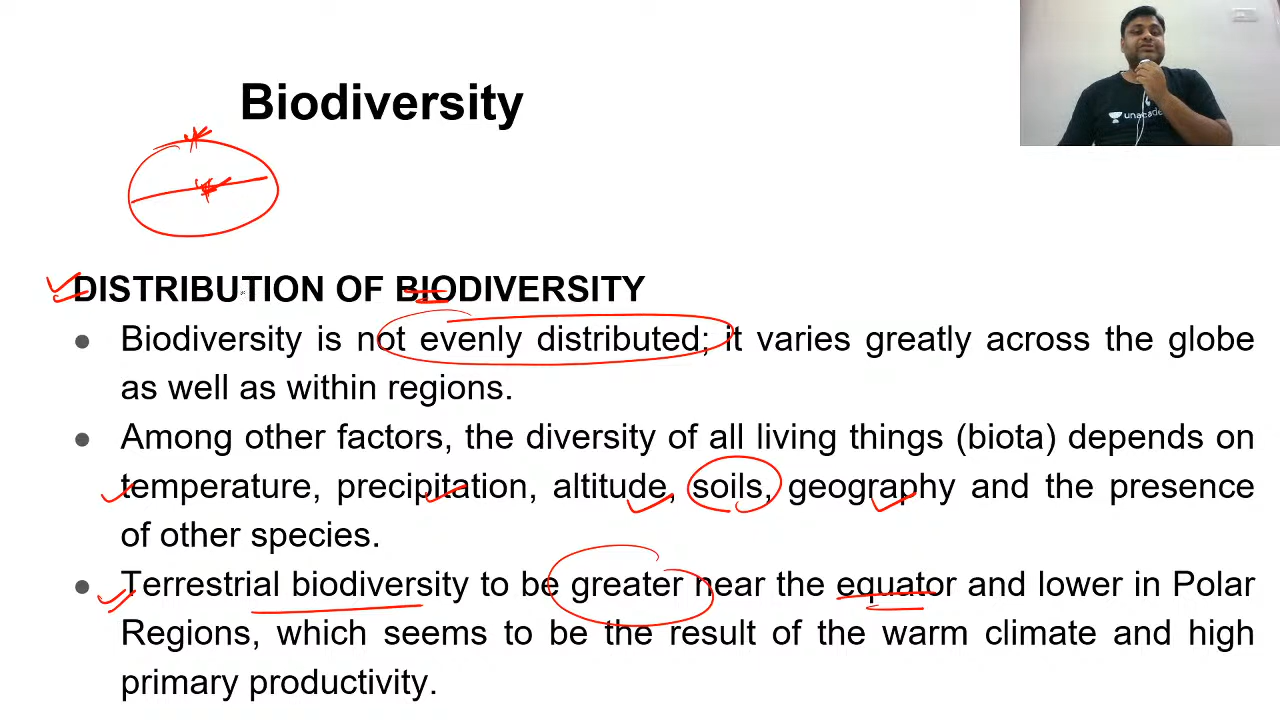 Biodiversity
unacade
DISTRIBUTION OF BIODIVERSITY
● Biodiversity is not evenly distributed; it varies greatly across the globe
as well as within regions.
● Among other factors, the diversity of all living things (biota) depends on
temperature, precipitation, altitude, soils, geography and the presence
of other species.
● Terrestrial biodiversity to be greater near the equator and lower in Polar
Regions, which seems to be the result of the warm climate and high
primary productivity.